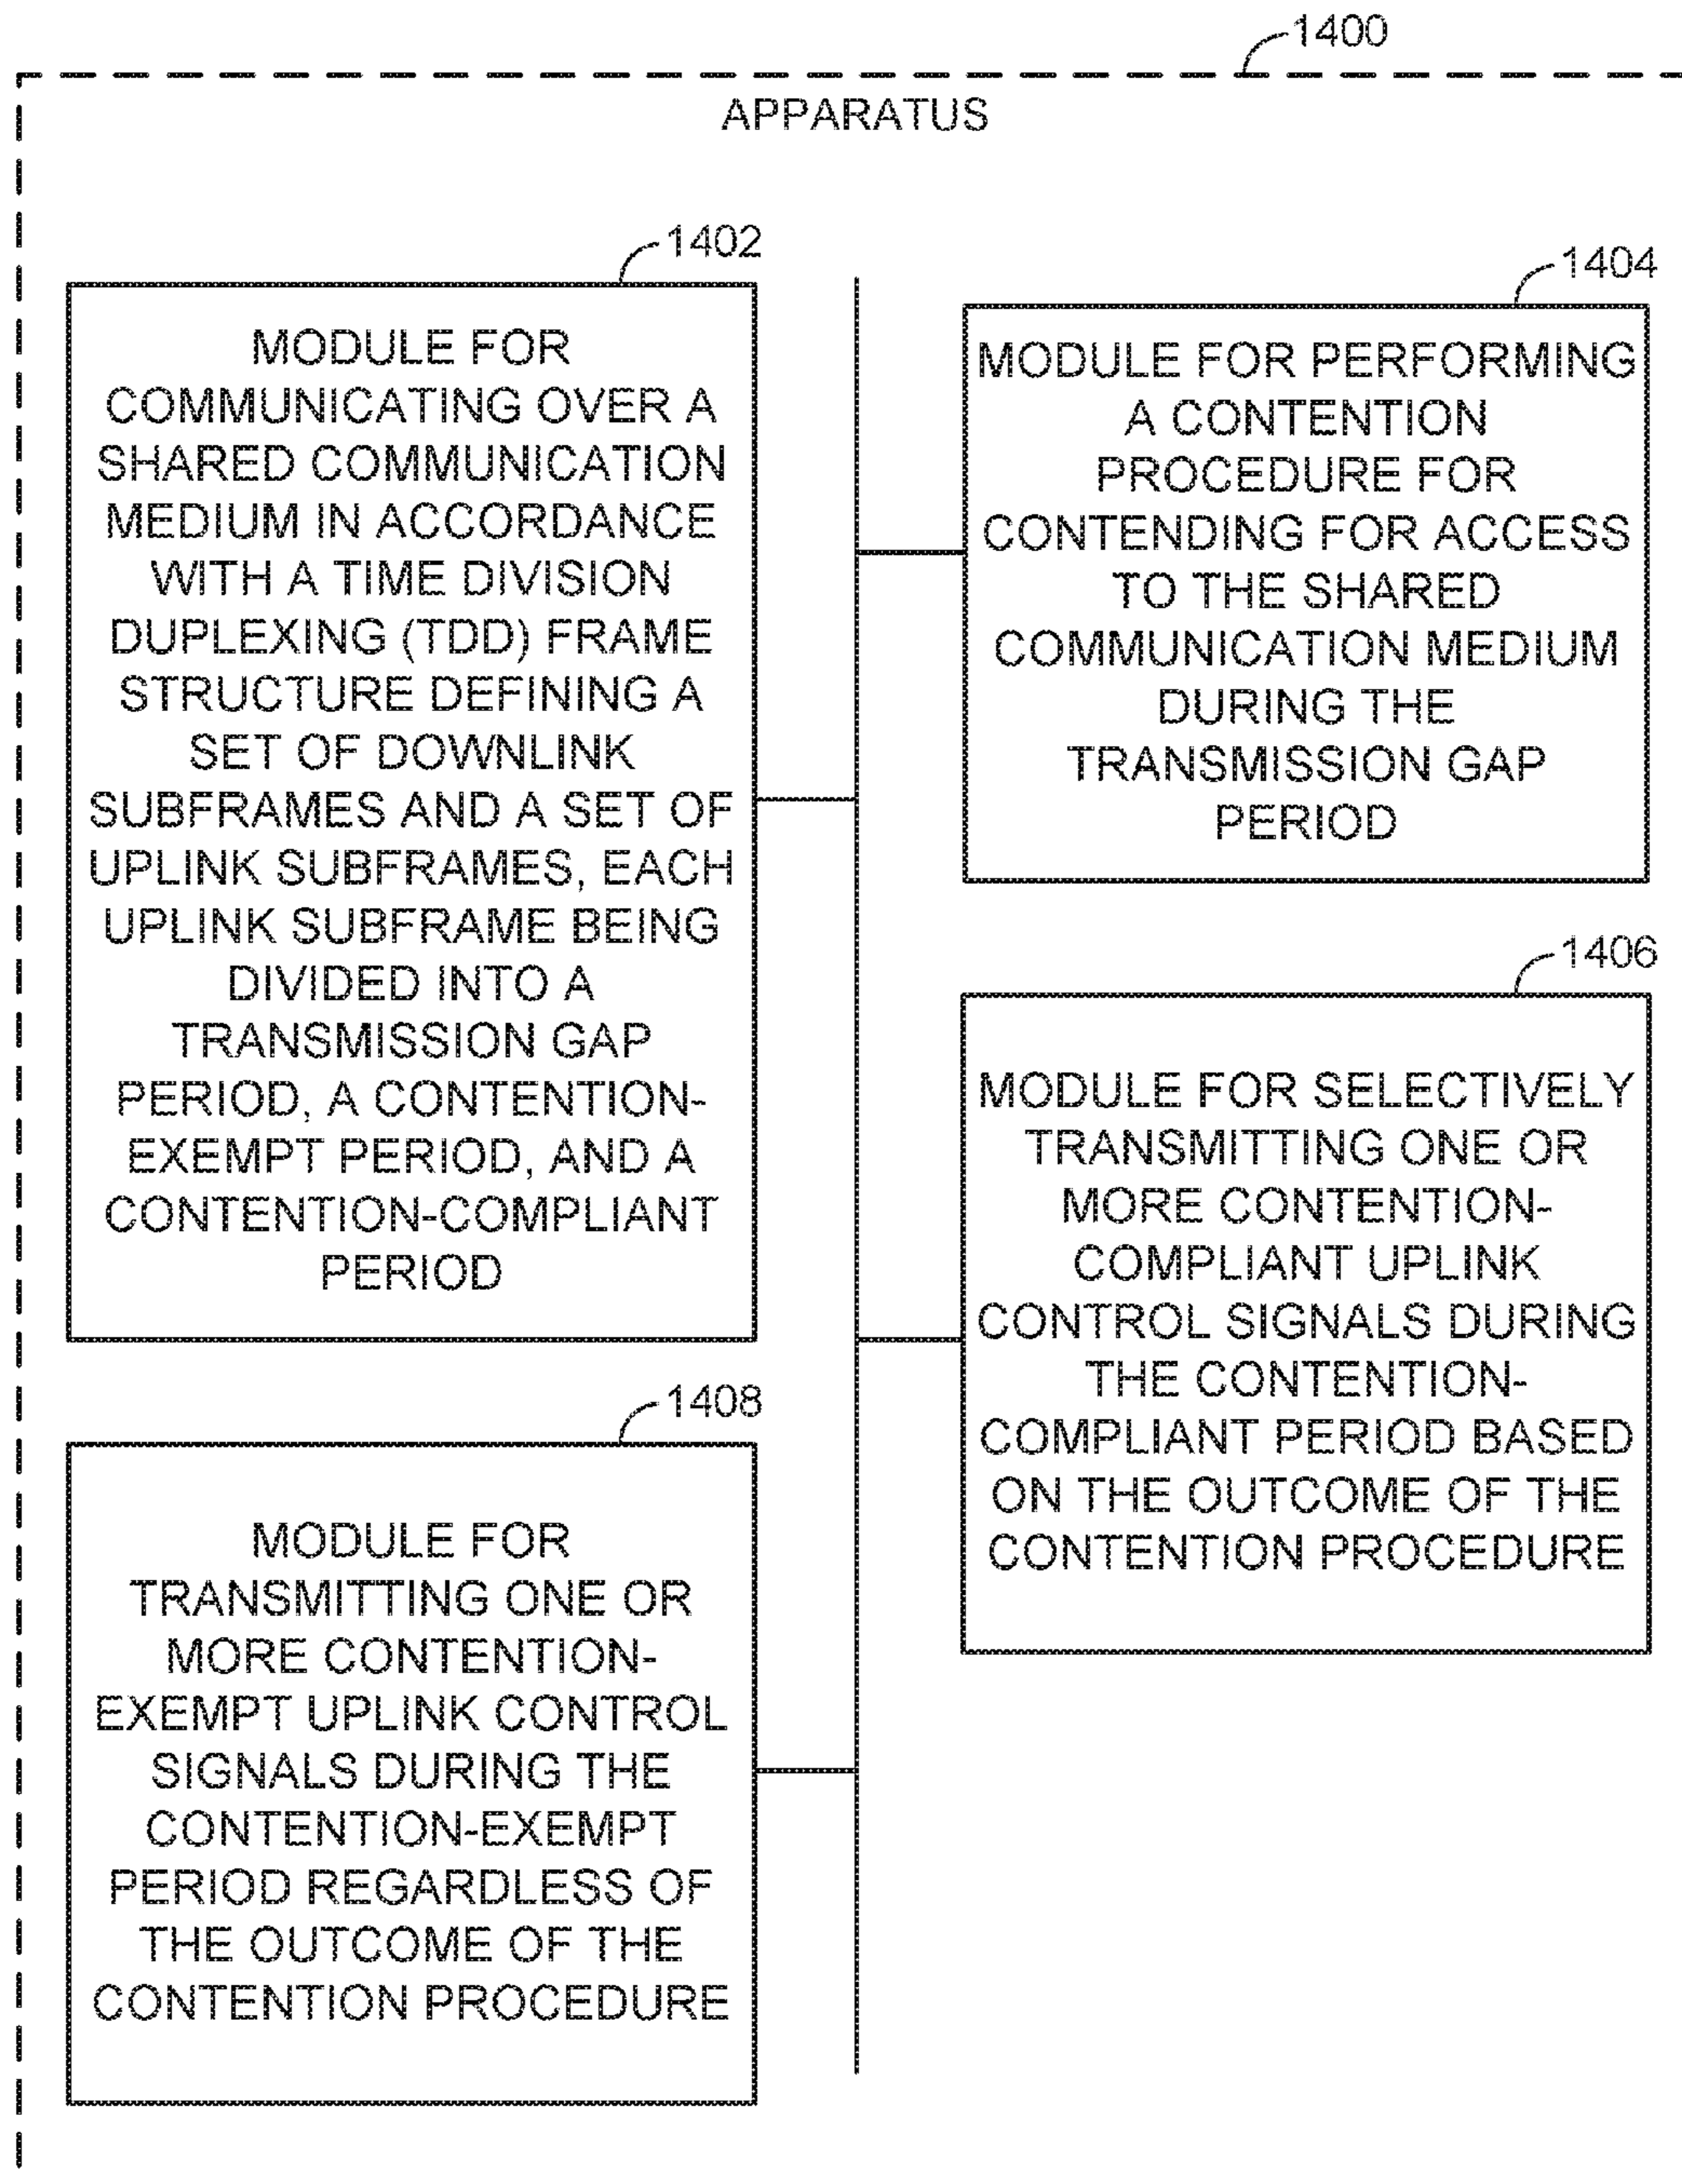 1400
APPARATUS
1402
MODULE FOR
COMMUNICATING OVER A
SHARED COMMUNICATION
MEDIUM IN ACCORDANCE
WITH A TIME DIVISION
DUPLEXING (TDD) FRAME
STRUCTURE DEFINING A
SET OF DOWNLINK
SUBFRAMES AND A SET OF
UPLINK SUBFRAMES, EACH
UPLINK SUBFRAME BEING
DIVIDED INTO A
TRANSMISSION GAP
PERIOD, A CONTENTION-
EXEMPT PERIOD, AND A
CONTENTION-COMPLIANT
PERIOD
1404
MODULE FOR PERFORMING
A CONTENTION
PROCEDURE FOR
CONTENDING FOR ACCESS
TO THE SHARED
COMMUNICATION MEDIUM
DURING THE
TRANSMISSION GAP
PERIOD
1406
MODULE FOR SELECTIVELY
TRANSMITTING ONE OR
MORE CONTENTION-
COMPLIANT UPLINK
CONTROL SIGNALS DURING
THE CONTENTION-
COMPLIANT PERIOD BASED
ON THE OUTCOME OF THE
CONTENTION PROCEDURE
1408
MODULE FOR
TRANSMITTING ONE OR
MORE CONTENTION-
EXEMPT UPLINK CONTROL
SIGNALS DURING THE
CONTENTION-EXEMPT
PERIOD REGARDLESS OF
THE OUTCOME OF THE
CONTENTION PROCEDURE